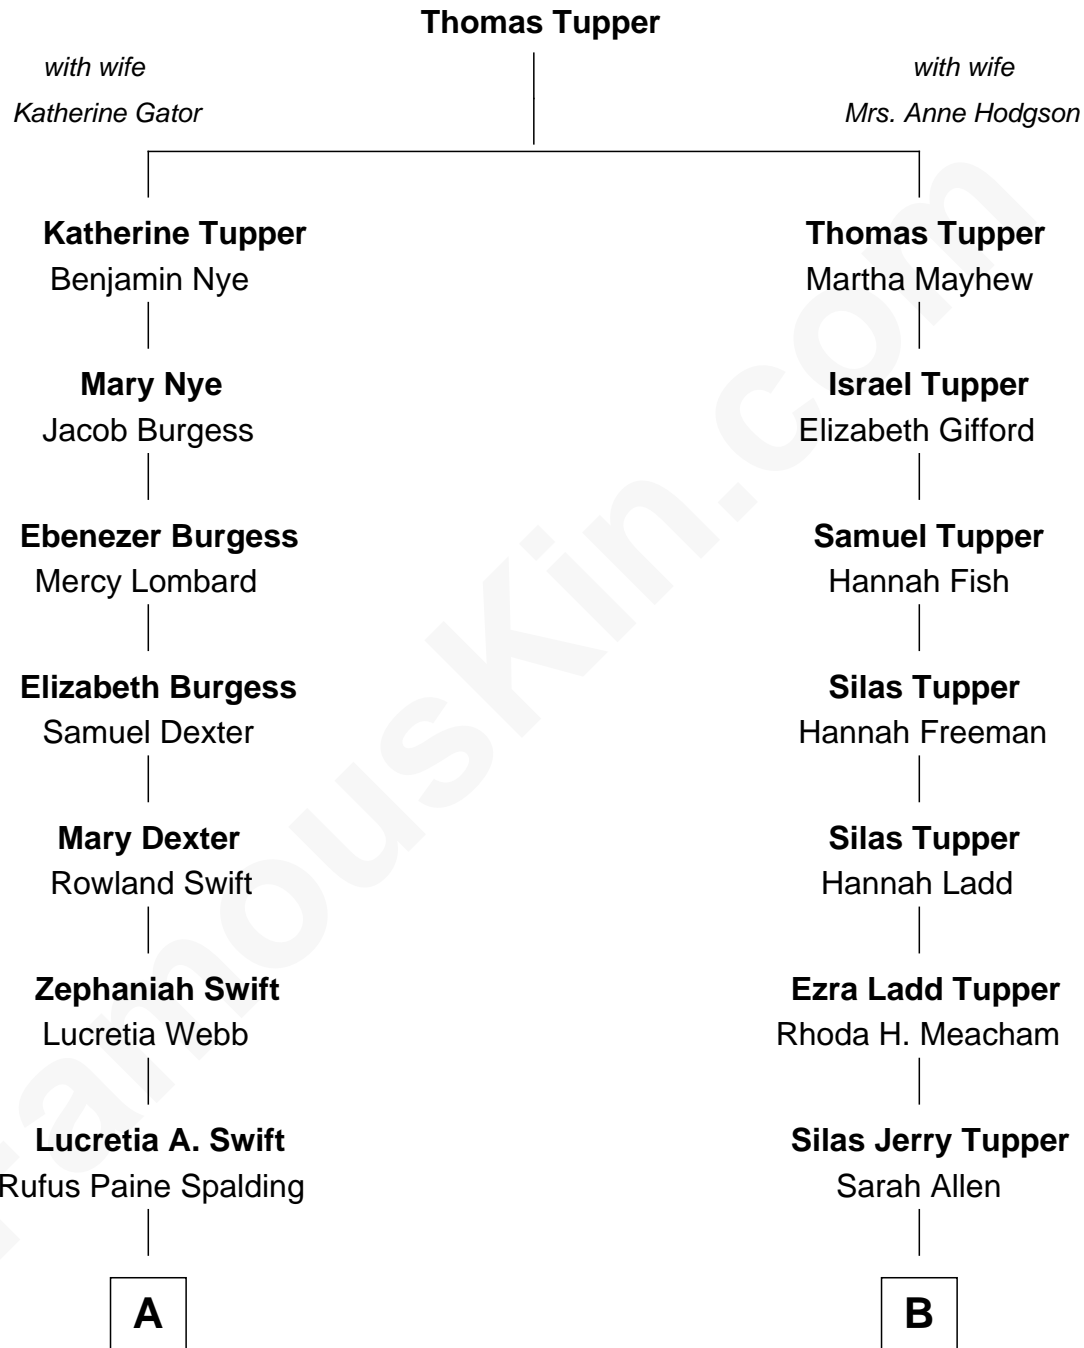 Thomas Tupper
with wife
Katherine Gator
with wife
Mrs. Anne Hodgson
Katherine Tupper
Benjamin Nye
Thomas Tupper
Martha Mayhew
Mary Nye
Jacob Burgess
Israel Tupper
Elizabeth Gifford
Ebenezer Burgess
Mercy Lombard
Samuel Tupper
Hannah Fish
Elizabeth Burgess
Samuel Dexter
Silas Tupper
Hannah Freeman
Mary Dexter
Rowland Swift
Silas Tupper
Hannah Ladd
Zephaniah Swift
Lucretia Webb
Ezra Ladd Tupper
Rhoda H. Meacham
Lucretia A. Swift
Rufus Paine Spalding
Silas Jerry Tupper
Sarah Allen
A
B
FamousKin.com